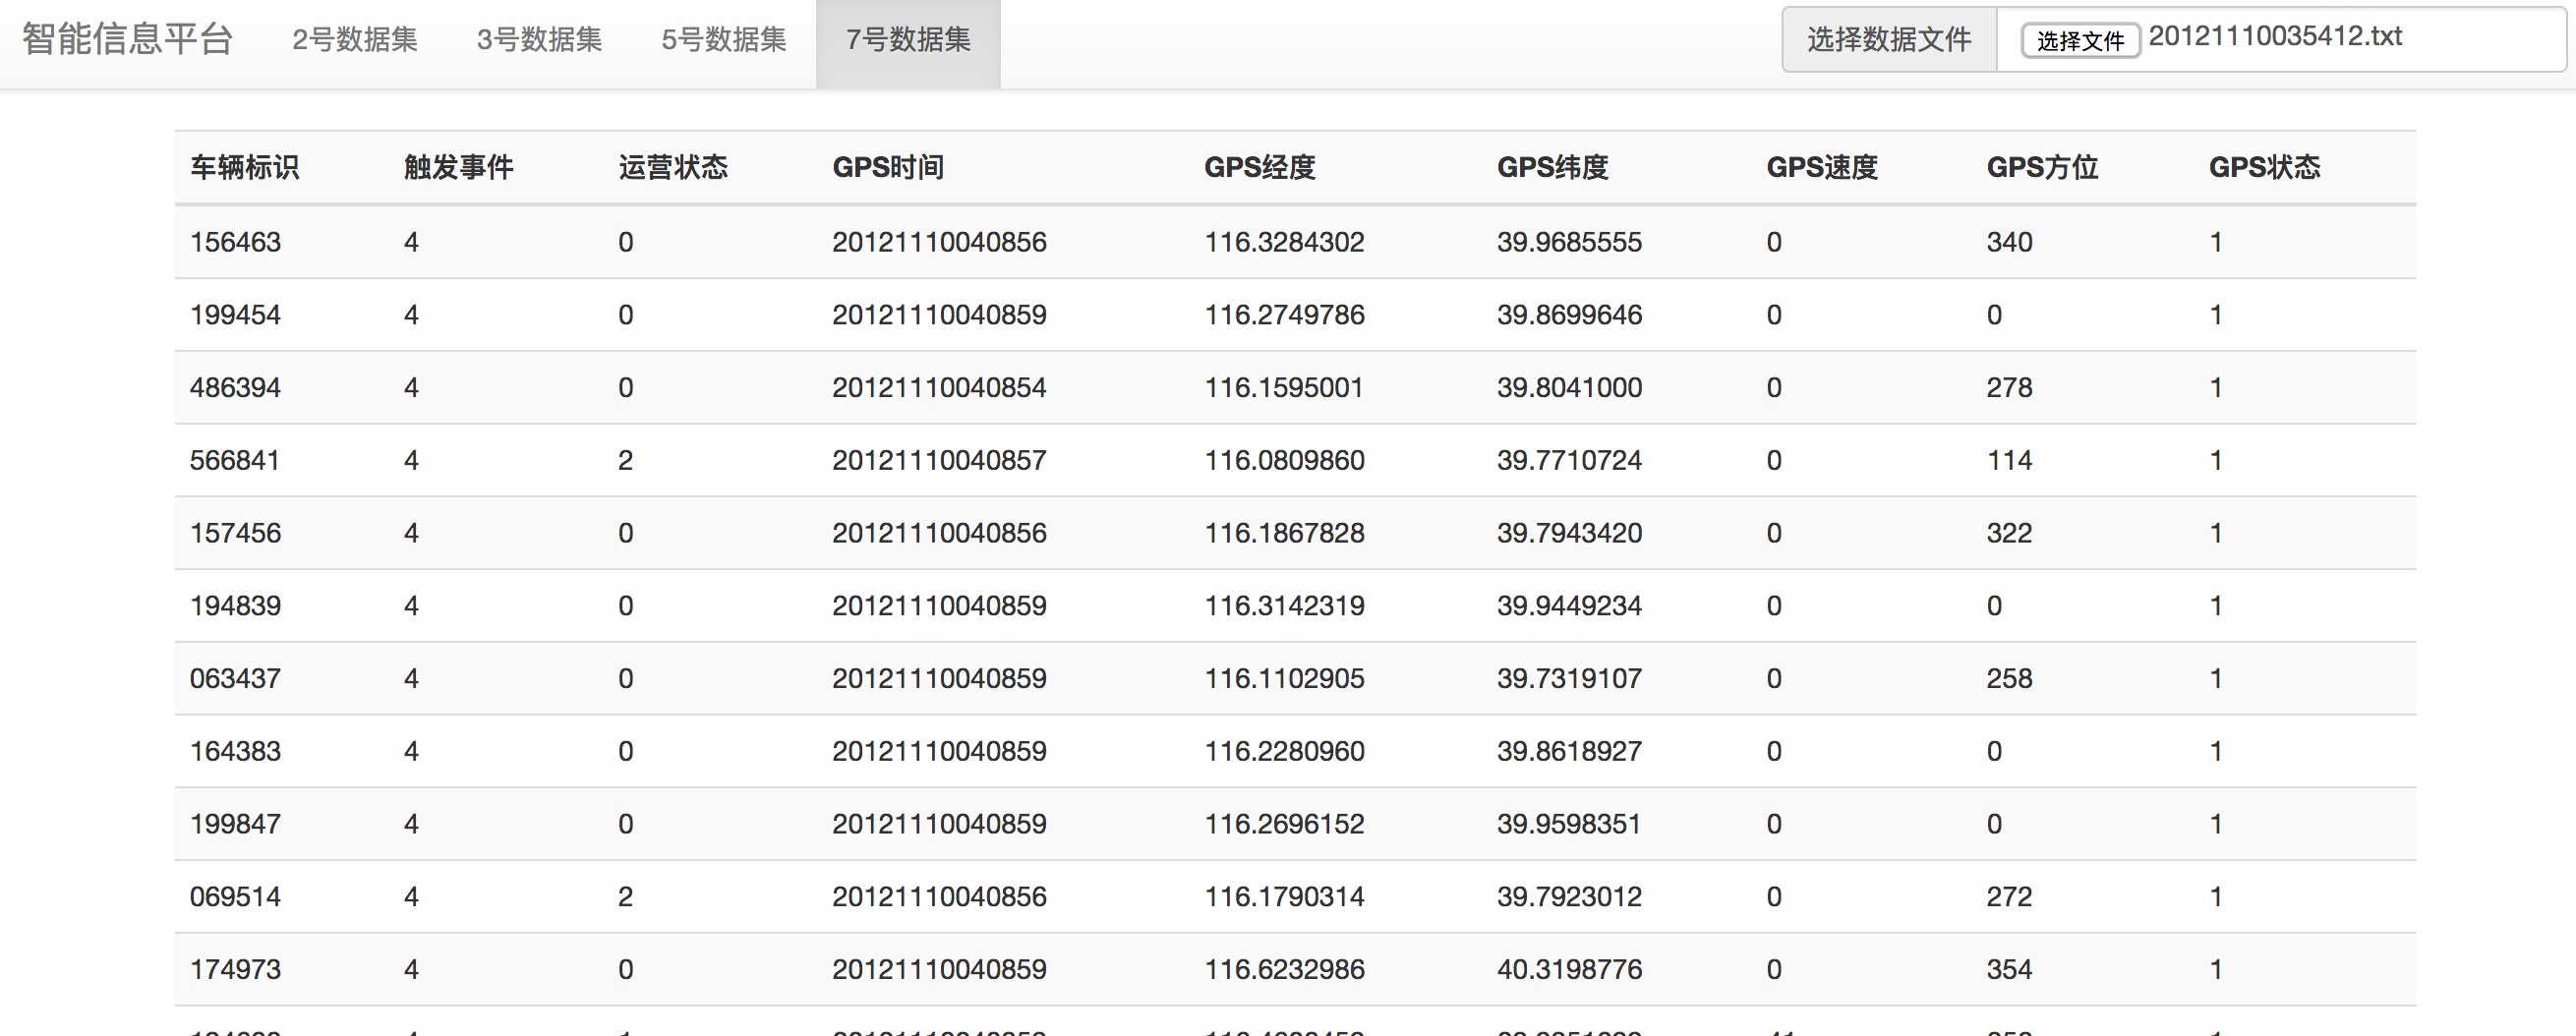 智能信息平台 2号数据集 3号数据集 5号数据集 7号数据集 选择数据文件 选择文件 20121110035412.txt
车辆标识 触发事件 运营状态 GPS时间 GPS经度 GPS纬度 GPS速度 GPS方位 GPS状态
156463 4 0 20121110040856 116.3284302 39.9685555 0 340 1
199454 4 0 20121110040859 116.2749786 39.8699646 0 0 1
486394 4 0 20121110040854 116.1595001 39.8041000 0 278 1
566841 4 2 20121110040857 116.0809860 39.7710724 0 114 1
157456 4 0 20121110040856 116.1867828 39.7943420 0 322 1
194839 4 0 20121110040859 116.3142319 39.9449234 0 0 1
063437 4 0 20121110040859 116.1102905 39.7319107 0 258 1
164383 4 0 20121110040859 116.2280960 39.8618927 0 0 1
199847 4 0 20121110040859 116.2696152 39.9598351 0 0 1
069514 4 2 20121110040856 116.1790314 39.7923012 0 272 1
174973 4 0 20121110040859 116.6232986 40.3198776 0 354 1